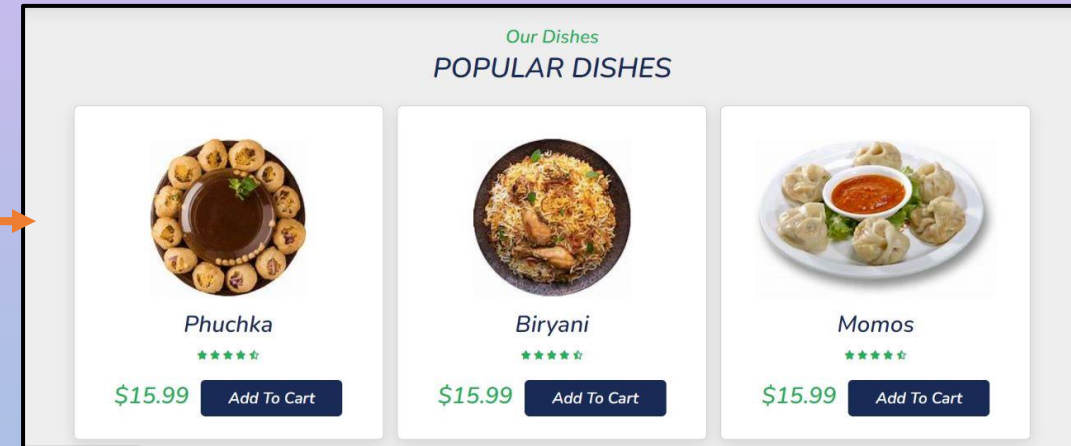 Our Dishes
POPULAR DISHES
Phuchka
Biryani
Momos
$15.99
Add To Cart
$15.99
Add To Cart
$15.99
Add To Cart